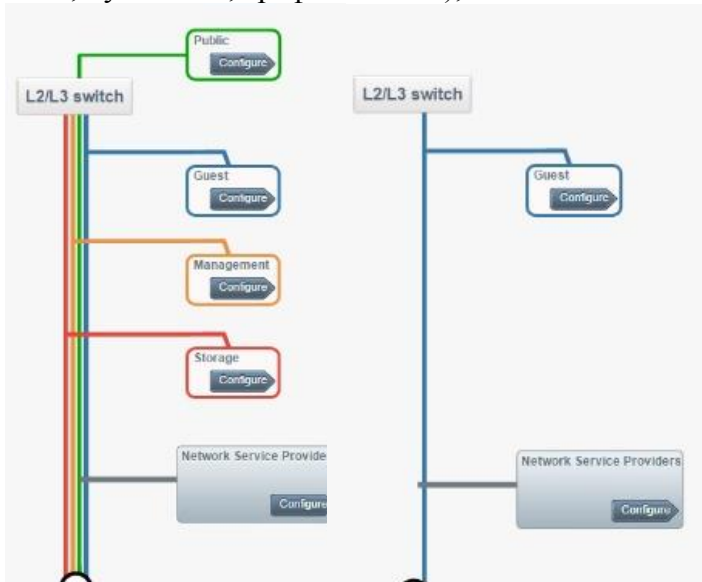 Public
Configure
L2/L3 switch
Guest
Configure
Management
Configure
Storage
Configure
Network Service Provide
Configure
L2/L3 switch
Guest
Configure
Network Service Providers
Configure